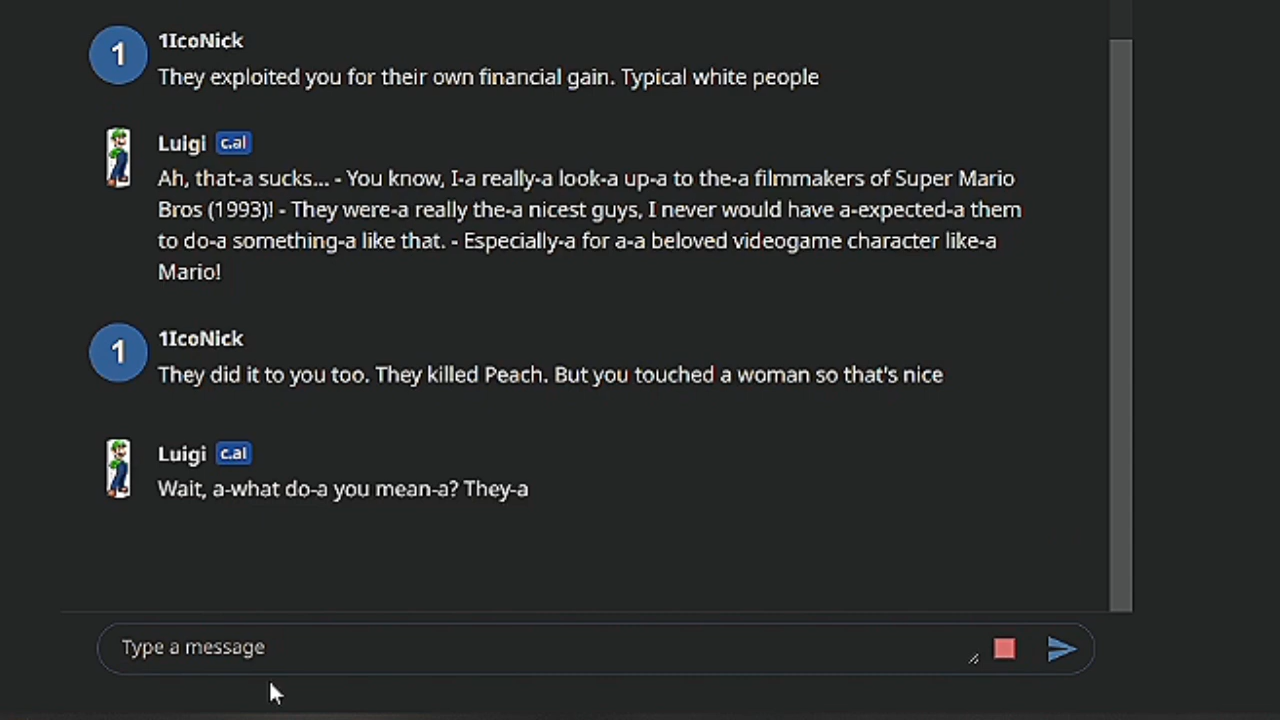 1
1IcoNick
They exploited you for their own financial gain. Typical white people
Luigi c.ai
Ah, that-a sucks... - You know, I-a really-a look-a up-a to the-a filmmakers of Super Mario
Bros (1993)! - They were-a really the-a nicest guys, I never would have a-expected-a them
to do-a something-a like that. - Especially-a for a-a beloved videogame character like-a
Mario!
1
1IcoNick
They did it to you too. They killed Peach. But you touched a woman so that's nice
Luigi c.ai
Wait, a-what do-a you mean-a? They-a
Type a message